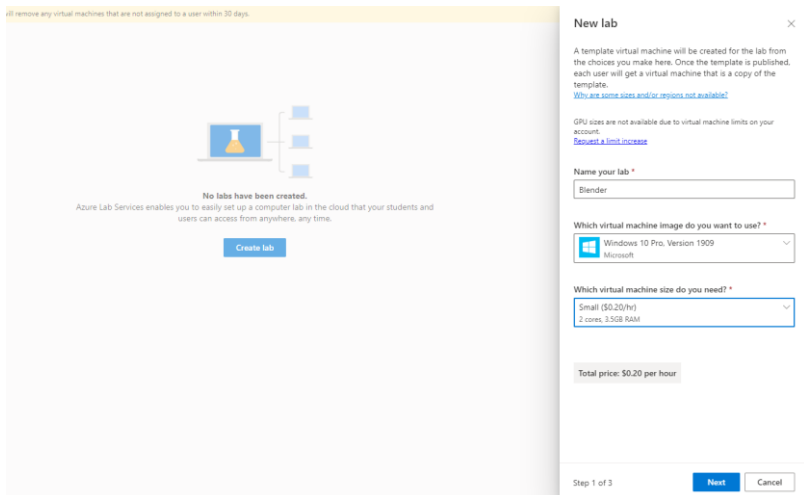 will remove any virtual machines that are not assigned to a user within 30 days.
No labs have been created.
Azure Lab Services enables you to easily set up a computer lab in the cloud that your students and
users can access from anywhere, any time.
Create lab
New lab
A template virtual machine will be created for the lab from
the choices you make here. Once the template is published,
each user will get a virtual machine that is a copy of the
template.
Why are some sizes and/or regions not available?
GPU sizes are not available due to virtual machine limits on your
account.
Request a limit increase
Name your lab *
Blender
Which virtual machine image do you want to use? *
Windows 10 Pro, Version 1909
Microsoft
Which virtual machine size do you need? *
Small ($0.20/hr)
2 cores, 3.5GB RAM
Total price: $0.20 per hour
Step 1 of 3
Next
Cancel